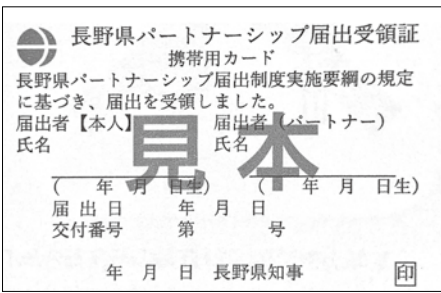 長野県パートナーシップ届出受領証
携帯用カード
長野県パートナーシップ届出制度実施要綱の規定
に基づき、届出を受領しました。
届出者【本人】 届出者（パートナー）
氏名 氏名
見本
（ 年 月 日生） （ 年 月 日生）
届出日 年 月 日
交付番号 第 号
年 月 日 長野県知事 印